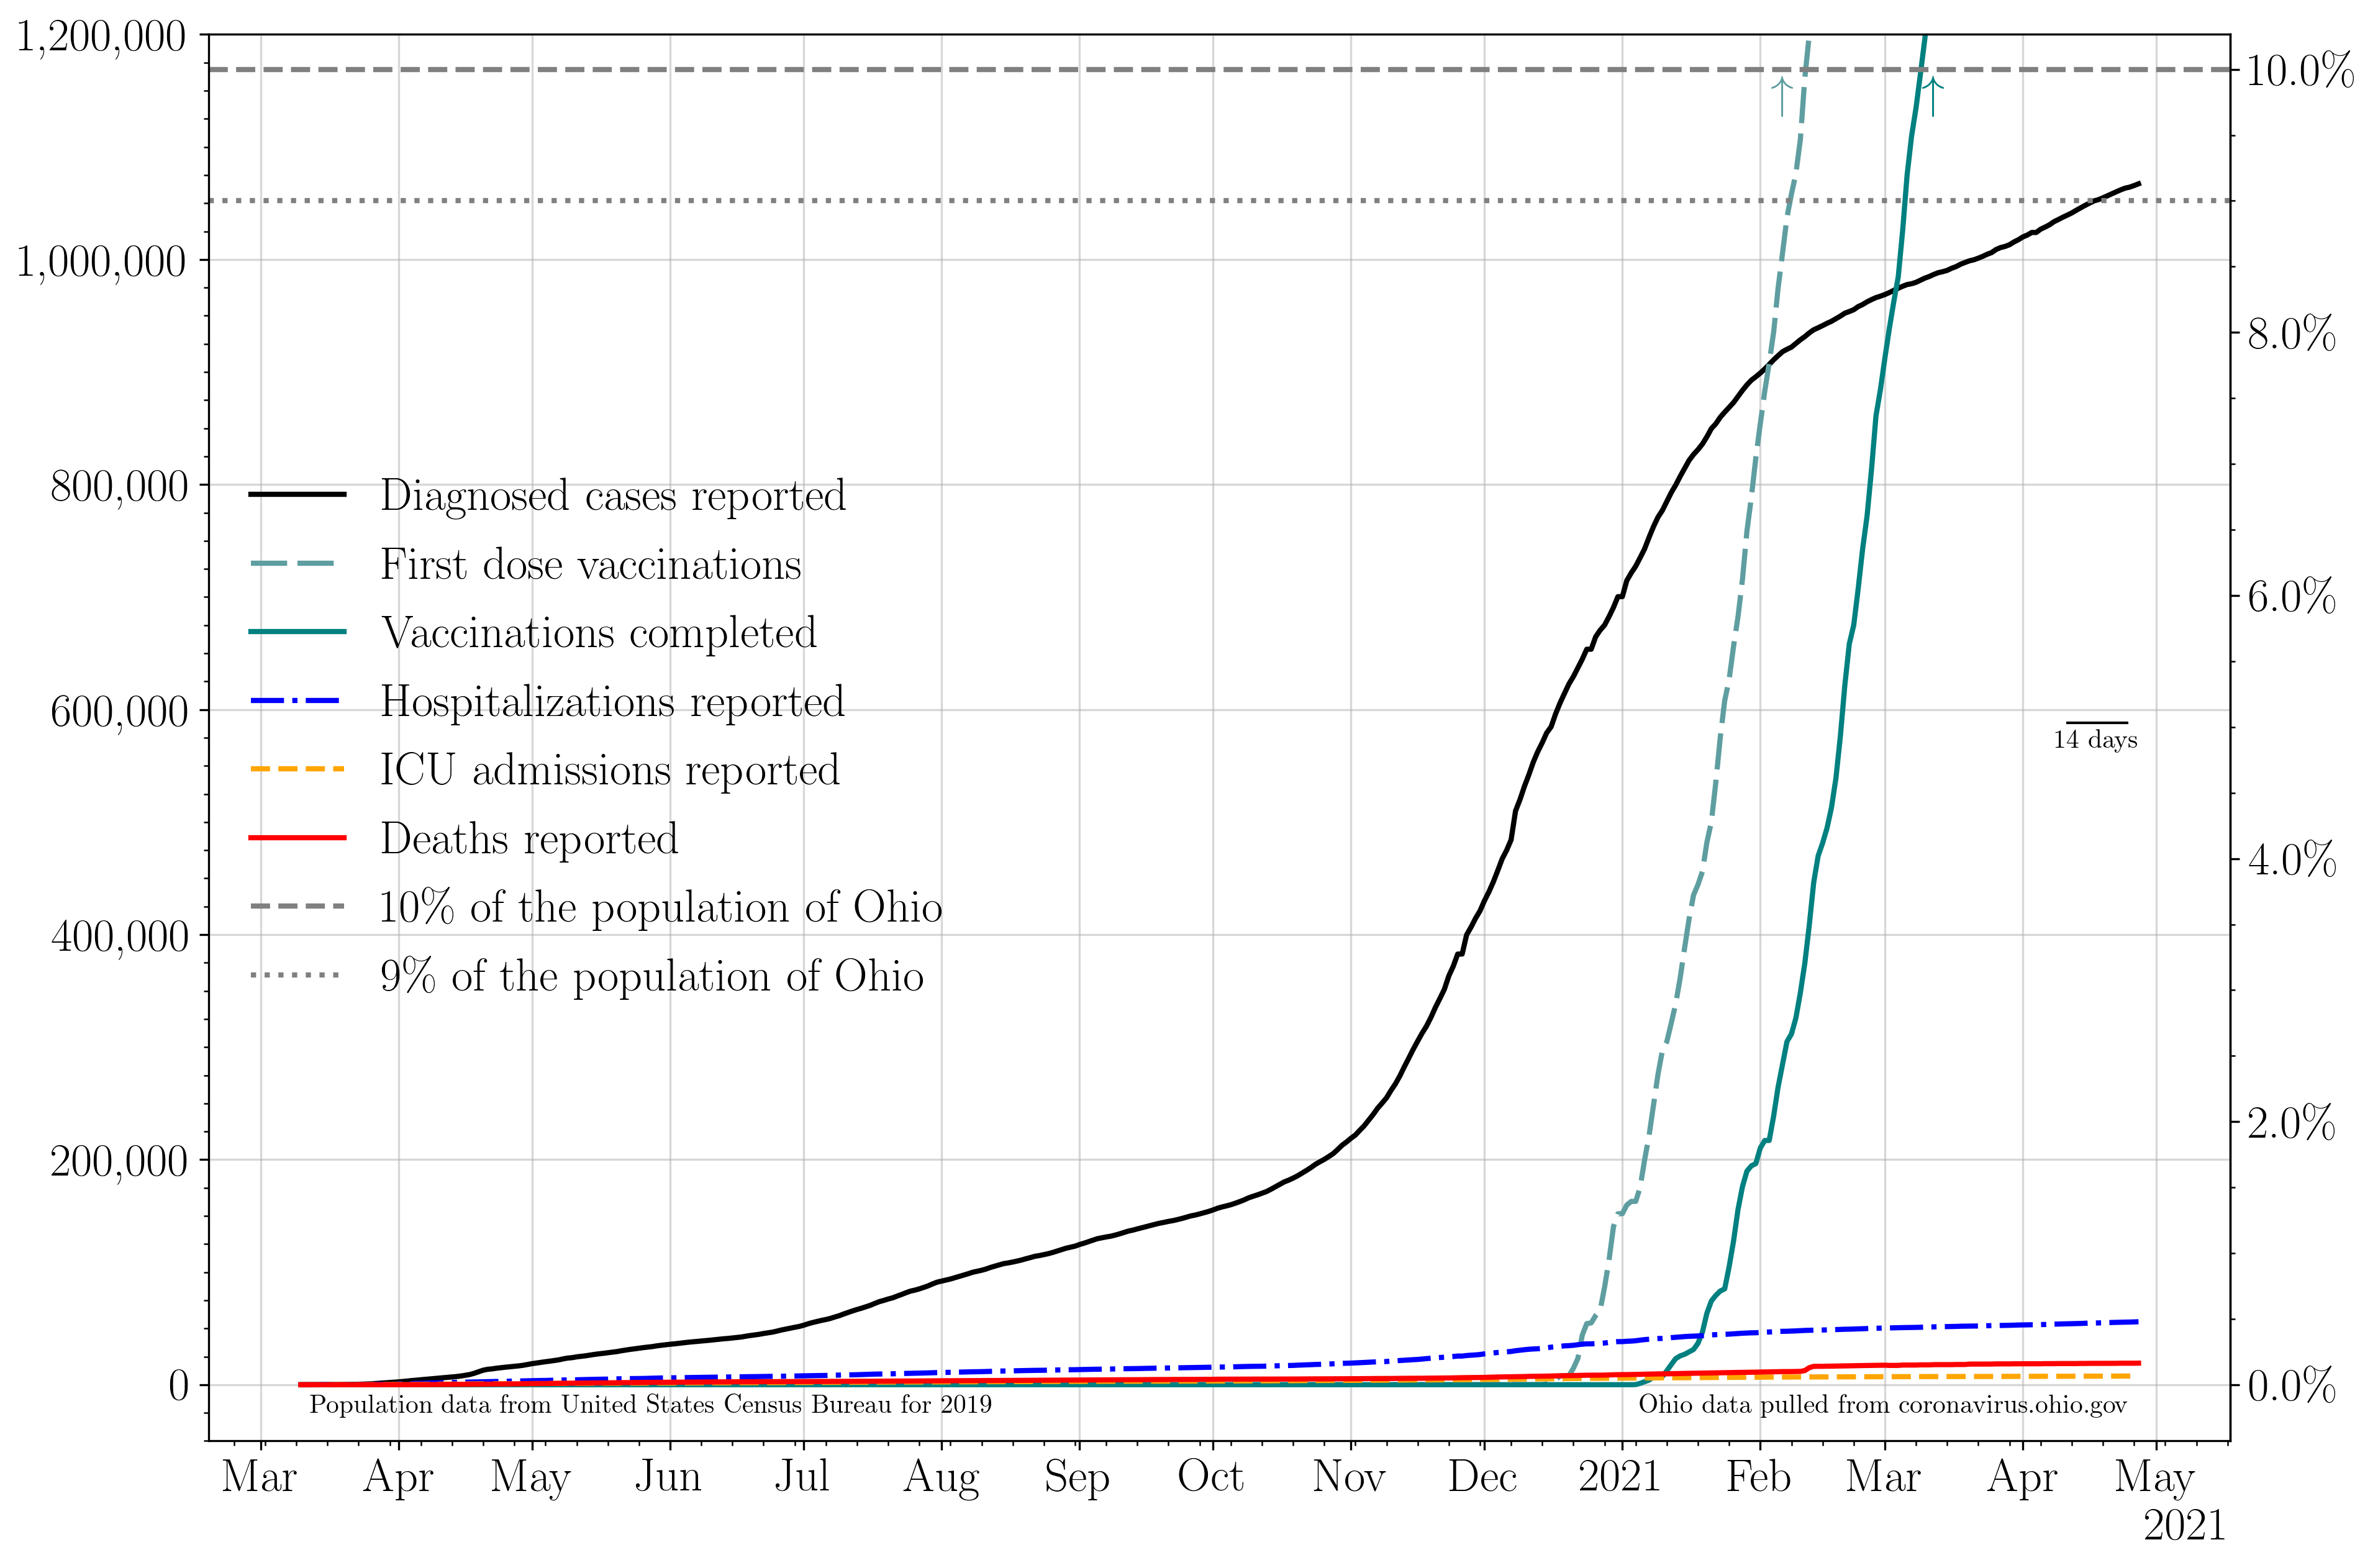 1,200,000
1,000,000
800,000
600,000
400,000
200,000
0
10.0%
8.0%
6.0%
4.0%
2.0%
0.0%
Diagnosed cases reported
First dose vaccinations
Vaccinations completed
Hospitalizations reported
ICU admissions reported
Deaths reported
10% of the population of Ohio
9% of the population of Ohio
14 days
Population data from United States Census Bureau for 2019
Ohio data pulled from coronavirus.ohio.gov
Mar Apr May Jun Jul Aug Sep Oct Nov Dec 2021 Feb Mar Apr May
2021